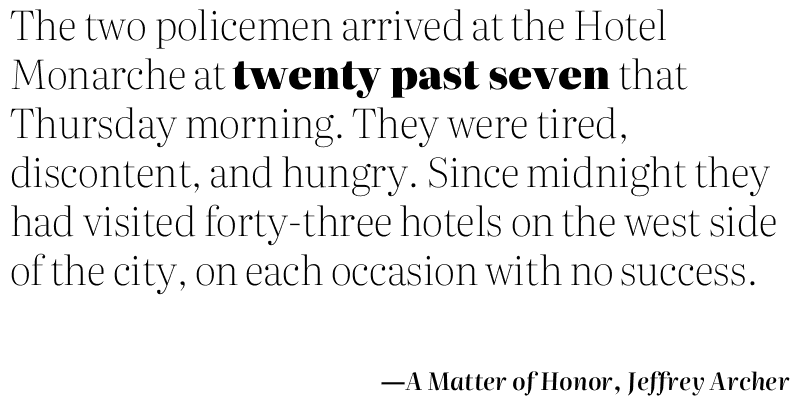 The two policemen arrived at the Hotel
Monarche at twenty past seven that
Thursday morning. They were tired,
discontent, and hungry. Since midnight they
had visited forty-three hotels on the west side
of the city, on each occasion with no success.
—A Matter of Honor, Jeffrey Archer